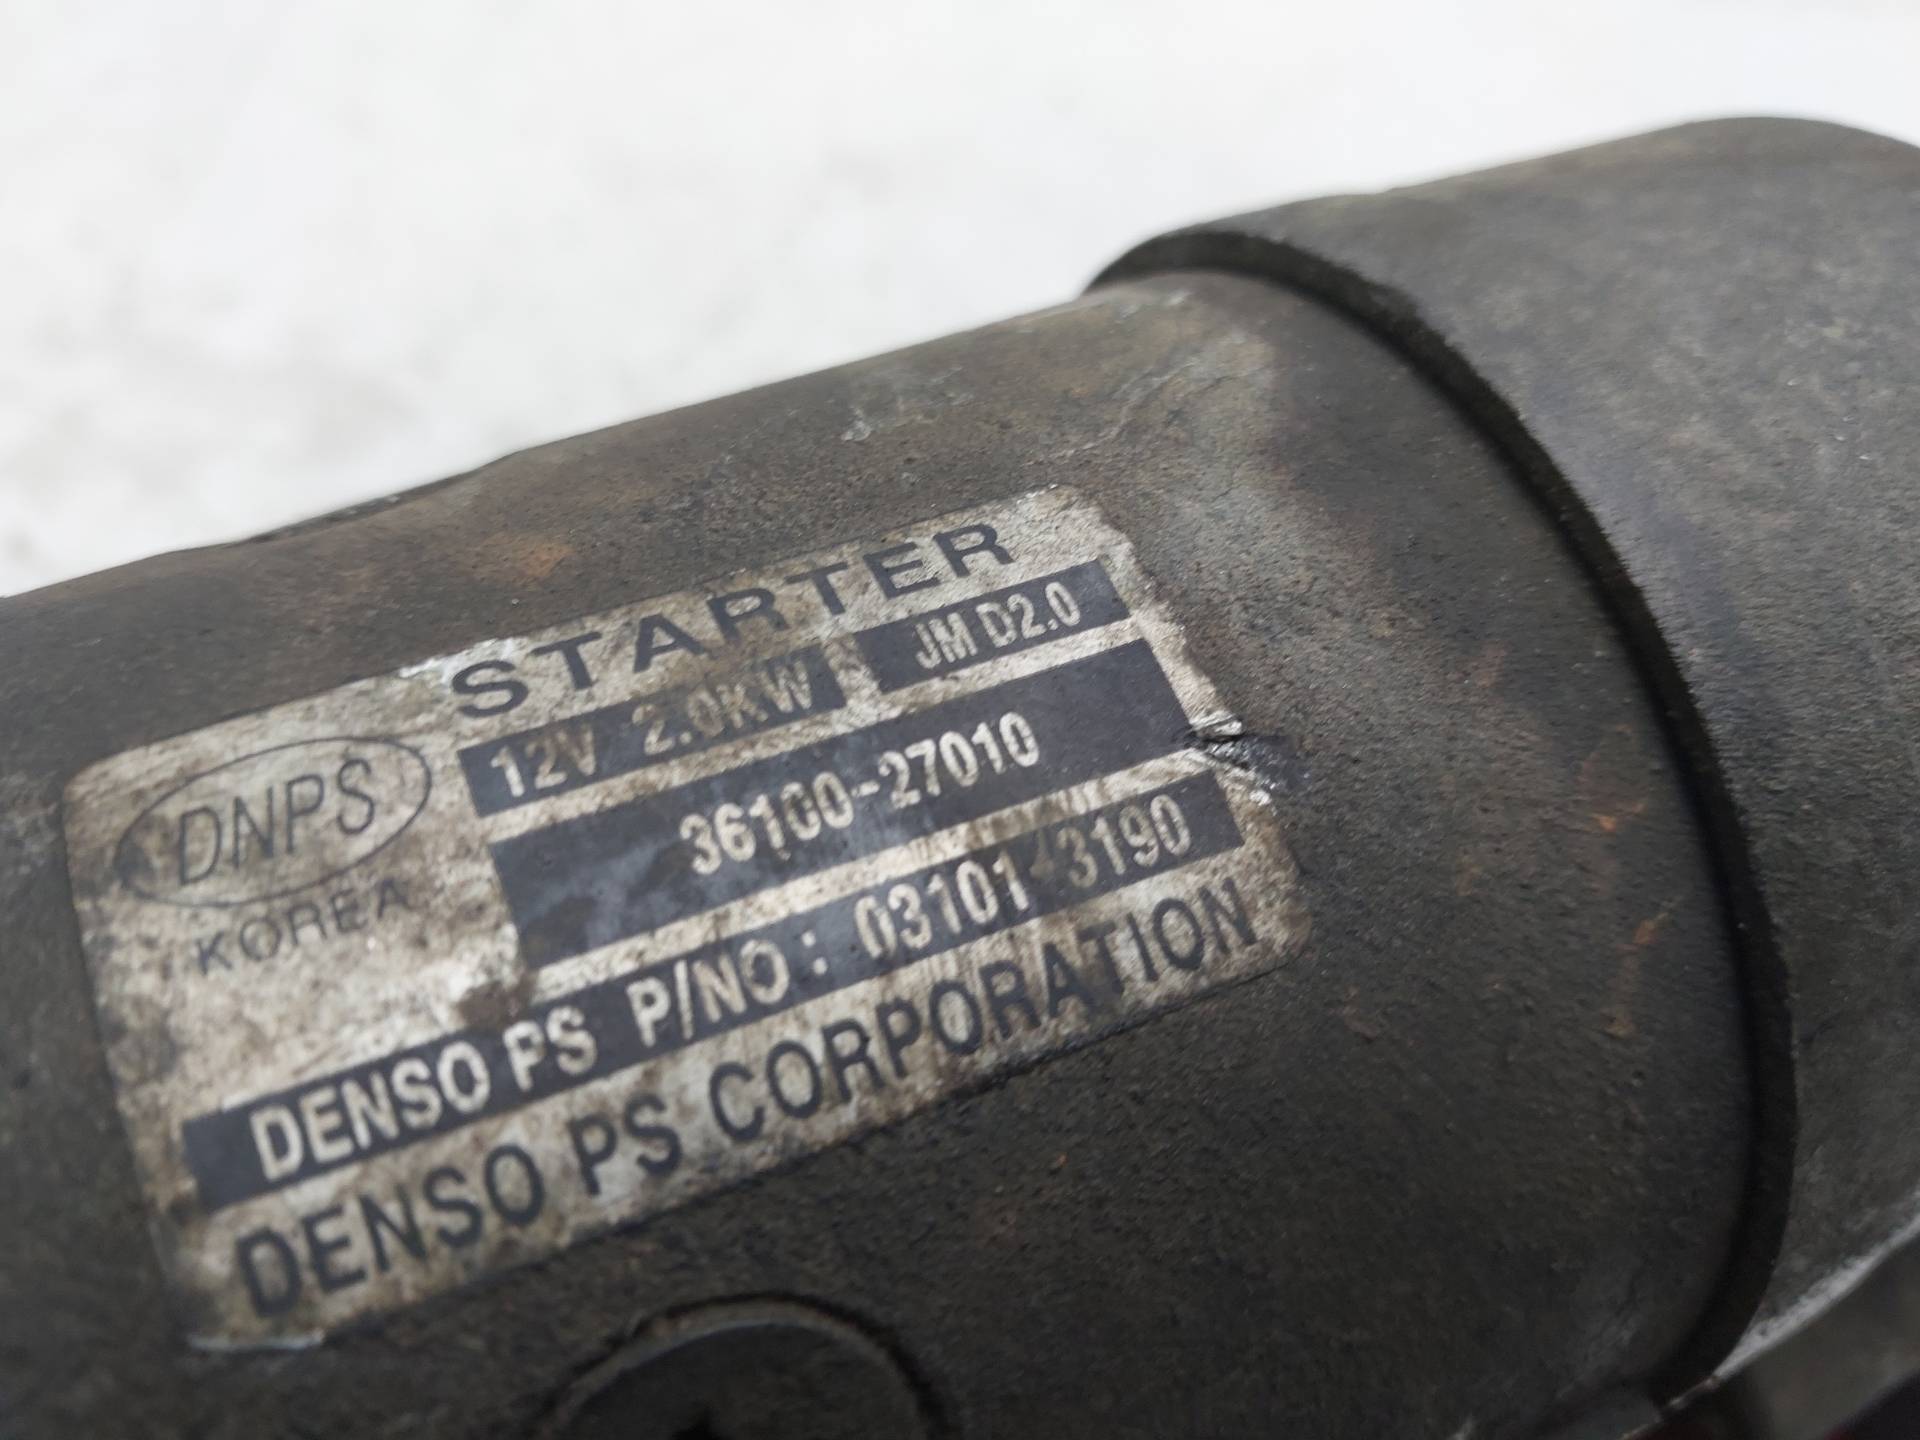 STARTER
12V 2.0KW JM D2.0
DNPS
KOREA
36100-27010
DENSO PS P/NO : 03101-3190
DENSO PS CORPORATION